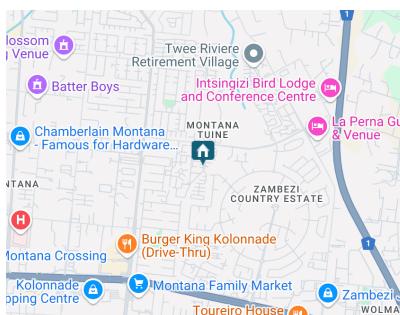 1
lossom
g Venue
Twee Riviere
Retirement Village
Batter Boys
Intsingizi Bird Lodge
and Conference Centre
MONTANA
TUINE
La Perna Gu
& Venue
Chamberlain Montana
- Famous for Hardware...
NTANA
ZAMBEZI
COUNTRY ESTATE
H
Burger King Kolonnade
(Drive-Thru)
1
Montana Crossing
Kolonnade
pping Centre
Montana Family Market
Zambezi J
Toureiro House
WOLMA